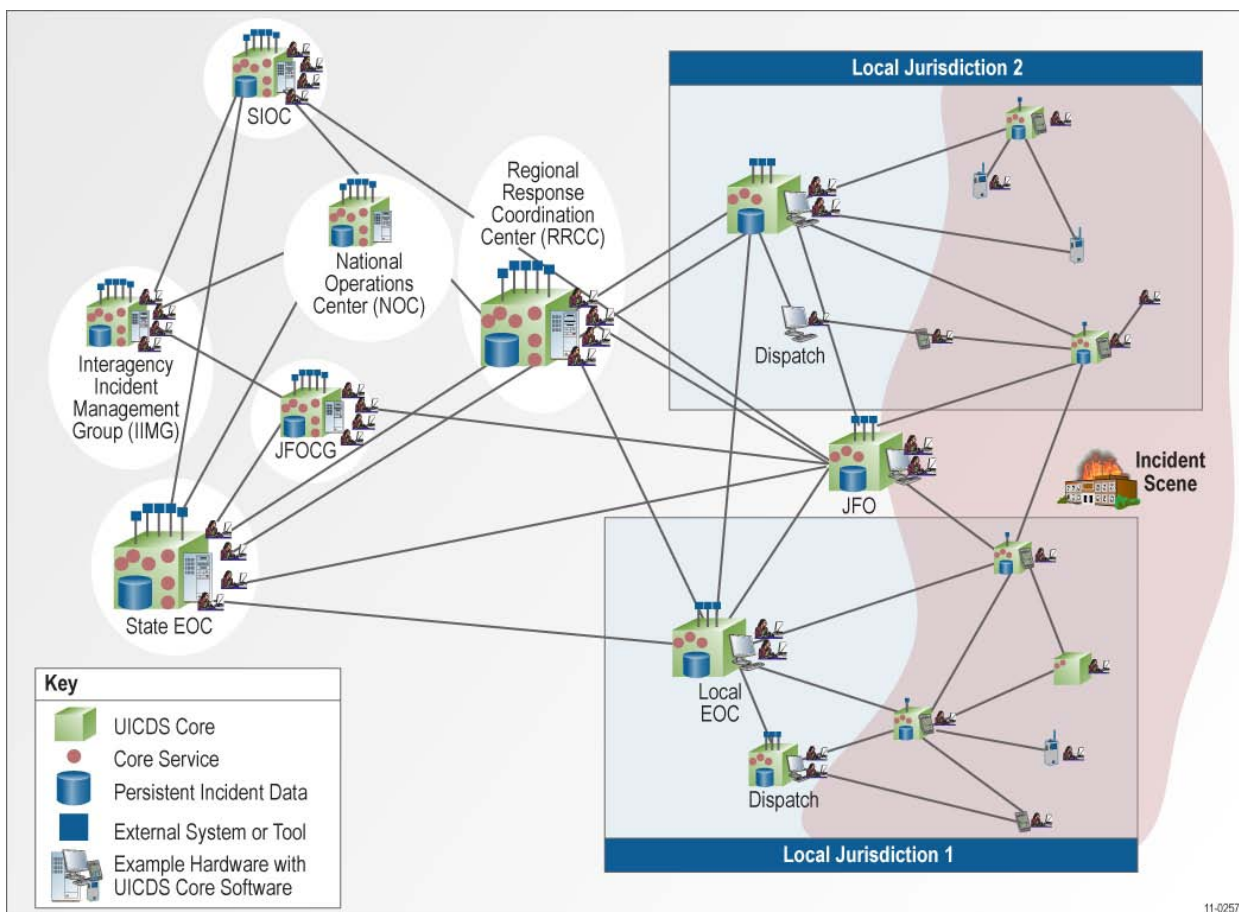 SIOC
Local Jurisdiction 2
Regional
Response
Coordination
Center (RRCC)
National
Operations
Center (NOC)
Interagency
Incident
Management
Group (IIMG)
JFOCG
Dispatch
JFO
Incident
Scene
State EOC
Local
EOC
Dispatch
Local Jurisdiction 1
Key
UICDS Core
Core Service
Persistent Incident Data
External System or Tool
Example Hardware with
UICDS Core Software
11-0257